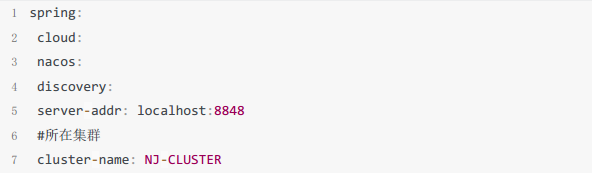 1 spring:
2 cloud:
3 nacos:
4 discovery:
5 server-addr: localhost:8848
6 #所在集群
7 cluster-name: NJ-CLUSTER